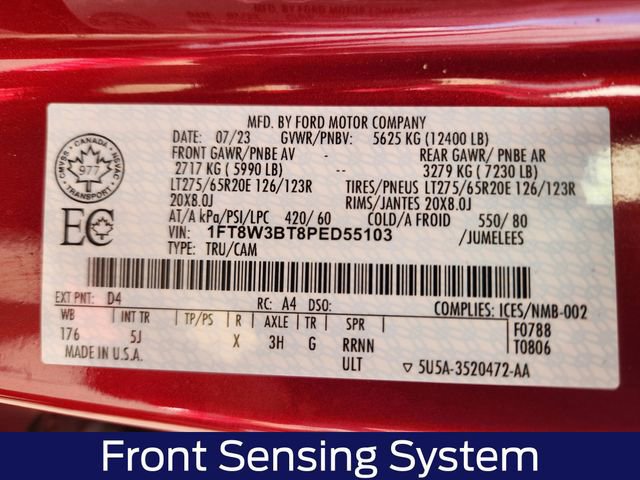 MFD. BY FORD MOTOR COMPANY
DATE: 07/23 GVWR/PNBV: 5625 KG (12400 LB)
FRONT GAWR/PNBE AV - REAR GAWR/ PNBE AR
2717 KG ( 5990 LB) -- 3279 KG ( 7230 LB)
LT275/65R20E 126/123R TIRES/PNEUS LT275/65R20E 126/123R
20X8.0J RIMS/JANTES 20X8.0J
AT/A kPa/PSI/LPC 420/ 60 COLD/A FROID 550/ 80
VIN: 1FT8W3BT8PED55103 /JUMELEES
TYPE: TRU/CAM
CMVSS · CANADA · NSVAC
977
EC
EXT PNT: D4 RC: A4 DSO: COMPLIES: ICES/NMB-002
WB INT TR TP/PS R AXLE TR SPR F0788
176 5J X 3H G RRNN T0806
MADE IN U.S.A. ULT ▽ 5U5A-3520472-AA
Front Sensing System